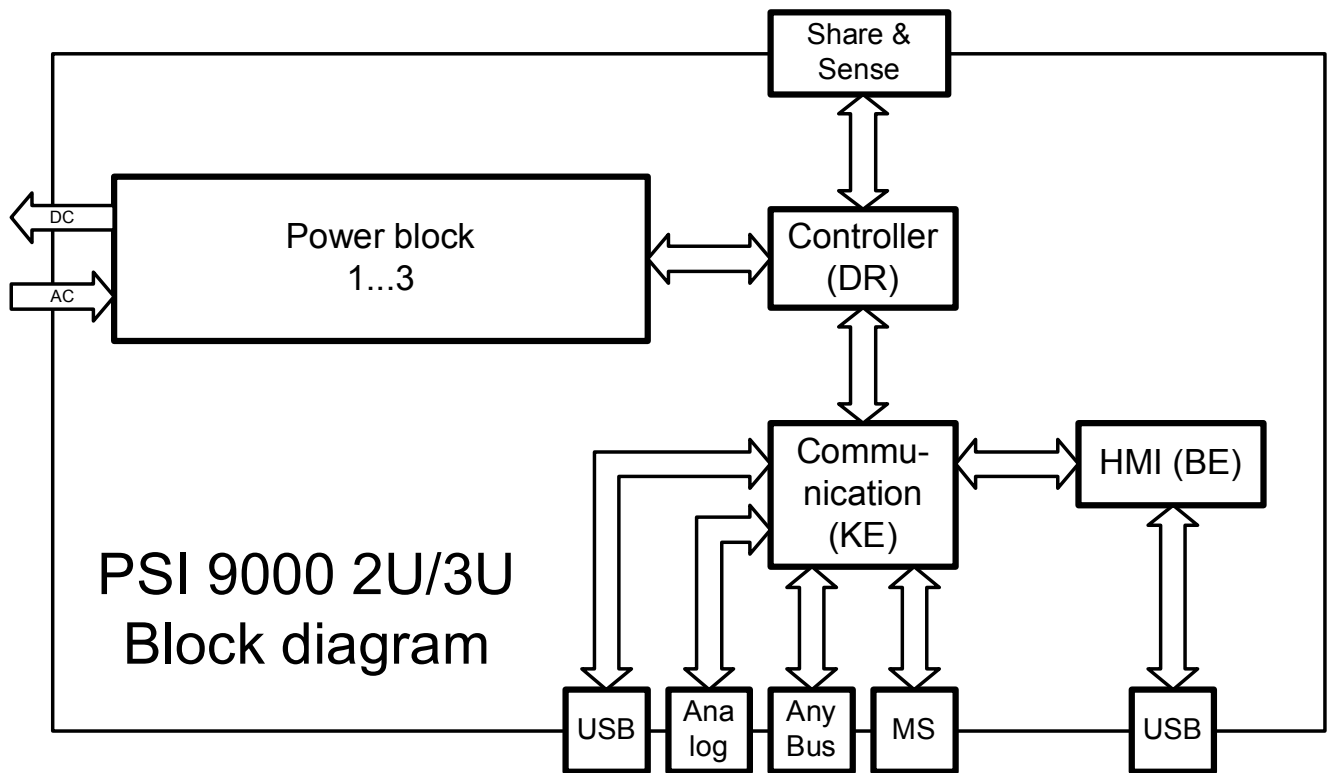 Share &
Sense
DC
AC
Power block
1...3
Controller
(DR)
Commu-
nication
(KE)
HMI (BE)
PSI 9000 2U/3U
Block diagram
USB
Ana
log
Any
Bus
MS
USB